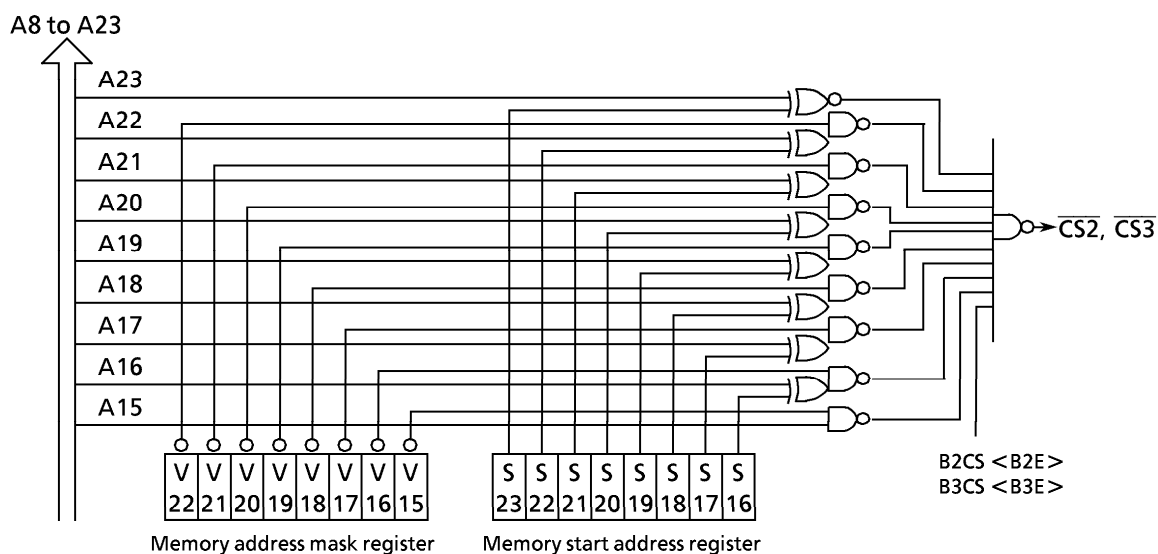 A8 to A23
A23
A22
A21
A20
A19
A18
A17
A16
A15
CS2, CS3
B2CS <B2E>
B3CS <B3E>
V V V V V V V V
22 21 20 19 18 17 16 15
S S S S S S S S
23 22 21 20 19 18 17 16
Memory address mask register
Memory start address register